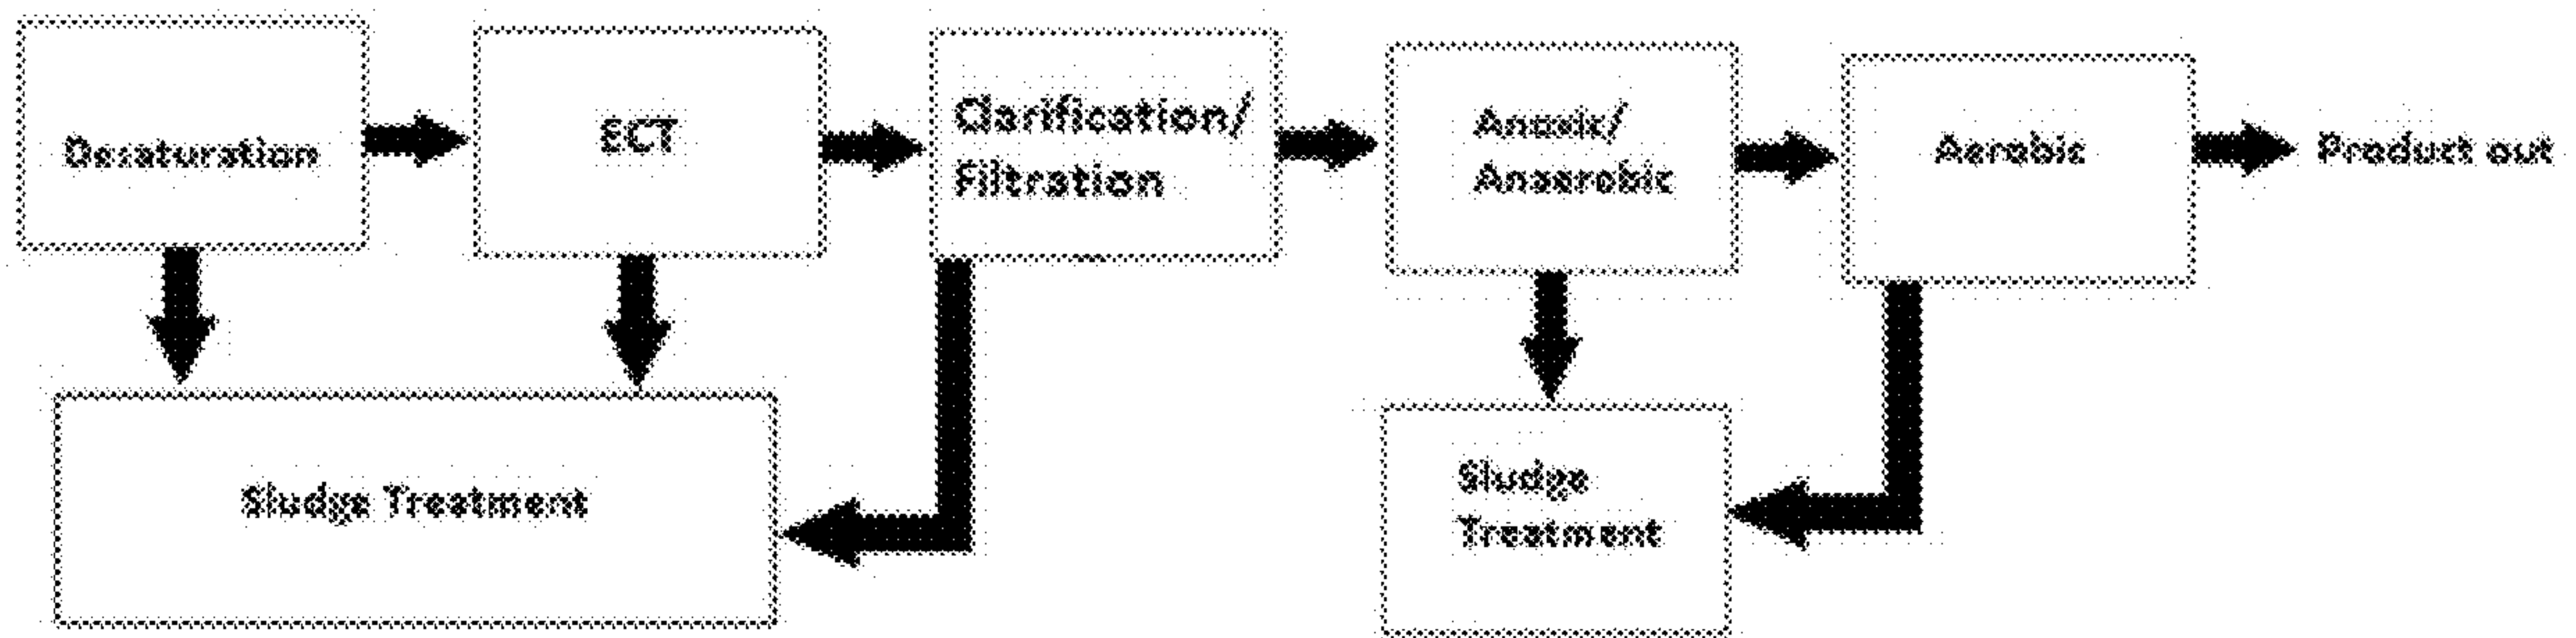 Desaturation
ECT
Clarification/
Filtration
Anoxic/
Anaerobic
Aerobic
Product out
Sludge Treatment
Sludge
Treatment